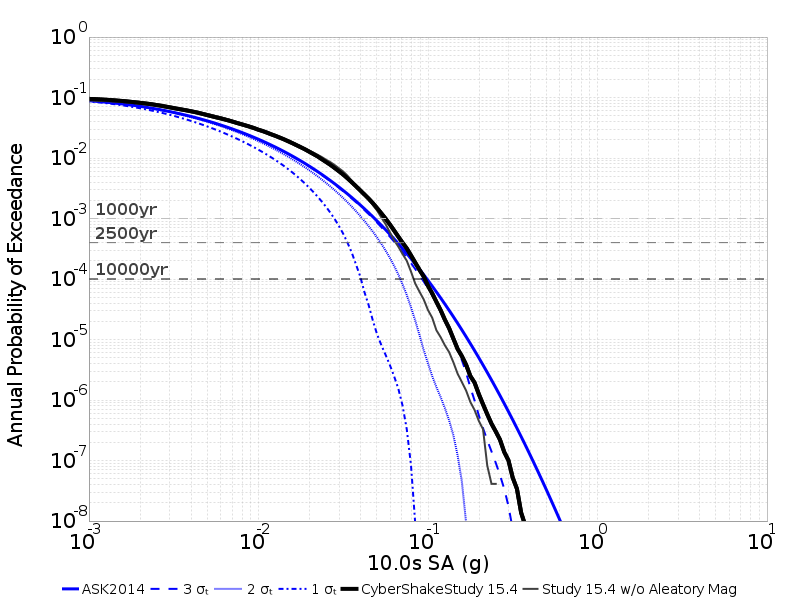 Annual Probability of Exceedance
10⁰
10⁻¹
10⁻²
10⁻³
10⁻⁴
10⁻⁵
10⁻⁶
10⁻⁷
10⁻⁸
1000yr
2500yr
10000yr
10⁻³ 10⁻² 10⁻¹ 10⁰ 10¹
10.0s SA (g)
ASK2014 3 σₜ 2 σₜ 1 σₜ CyberShakeStudy 15.4 Study 15.4 w/o Aleatory Mag